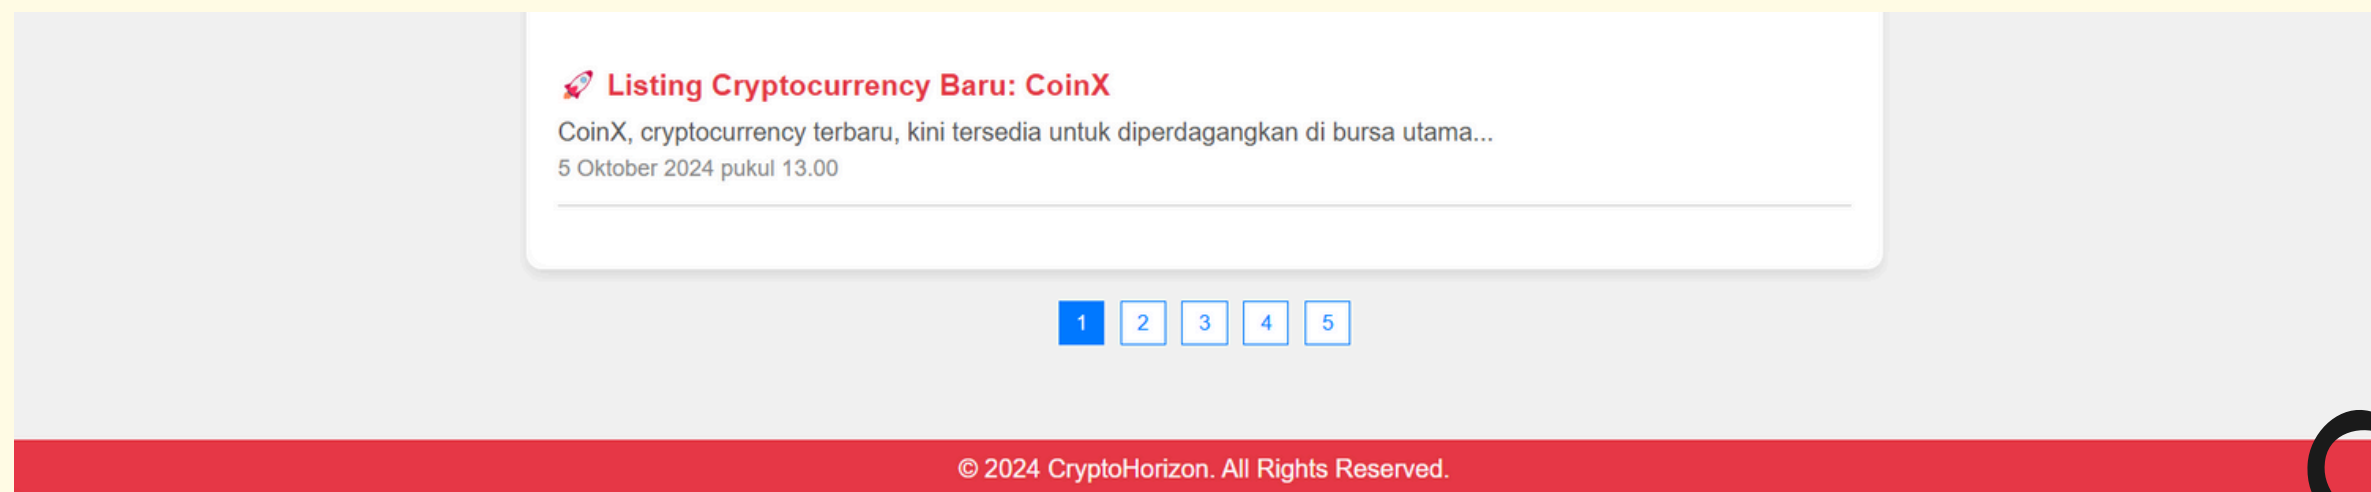 🚀 Listing Cryptocurrency Baru: CoinX
CoinX, cryptocurrency terbaru, kini tersedia untuk diperdagangkan di bursa utama...
5 Oktober 2024 pukul 13.00
1 2 3 4 5
© 2024 CryptoHorizon. All Rights Reserved.